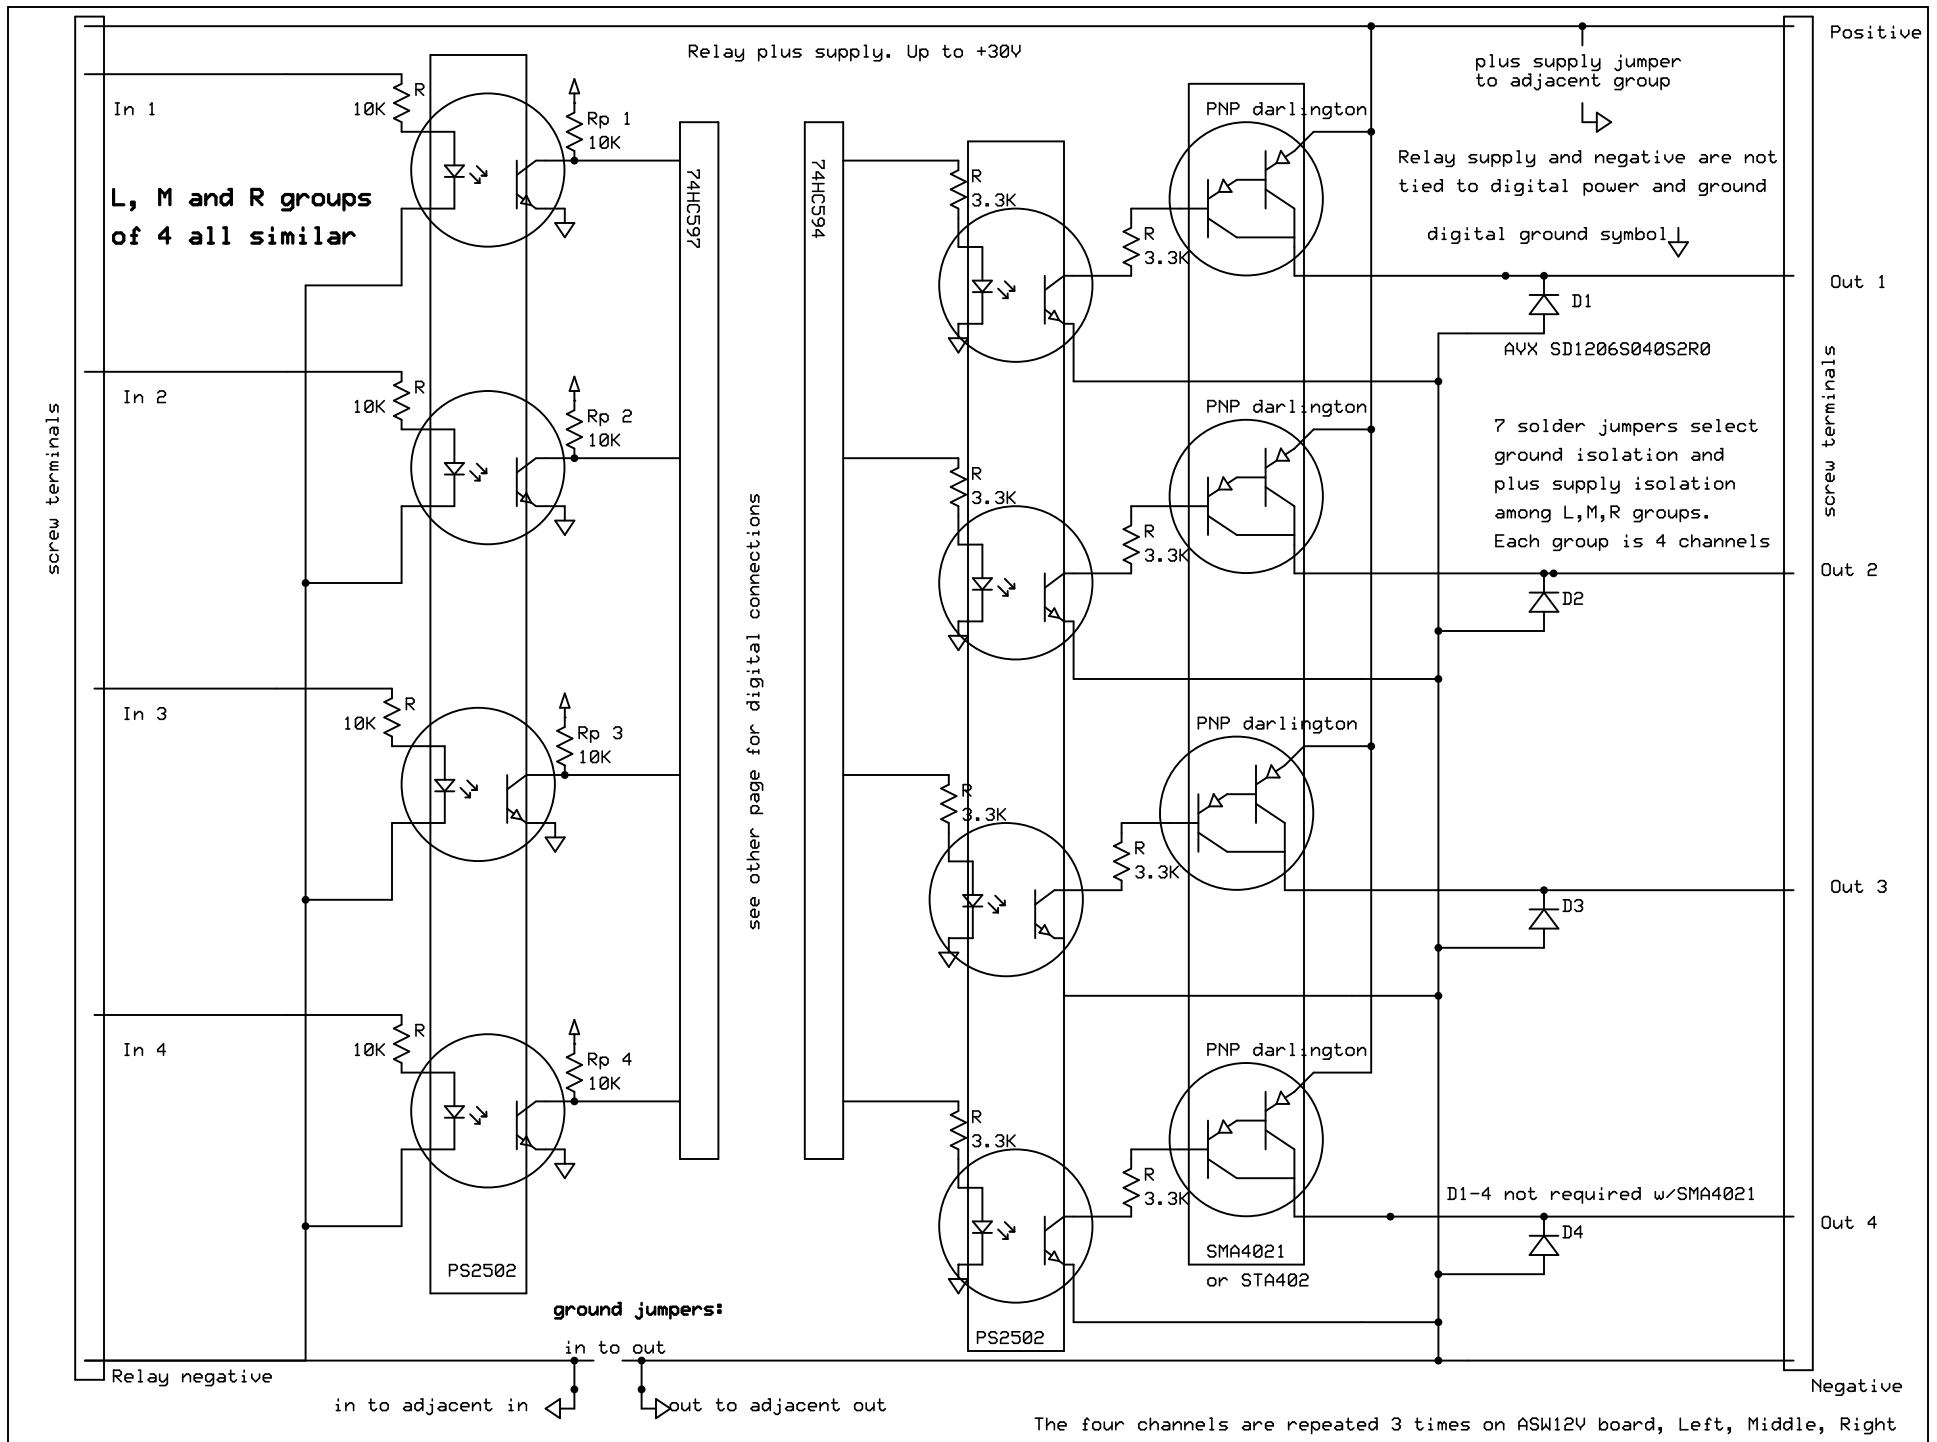 Relay plus supply. Up to +30V
Positive
plus supply jumper
to adjacent group
In 1
R
10K
Rp 1
10K
PNP darlington
Relay supply and negative are not
tied to digital power and ground
digital ground symbol
L, M and R groups
of 4 all similar
74HC597
74HC594
R
3.3K
R
3.3K
Out 1
D1
AVX SD1206S040S2R0
In 2
R
10K
Rp 2
10K
PNP darlington
R
3.3K
R
3.3K
7 solder jumpers select
ground isolation and
plus supply isolation
among L,M,R groups.
Each group is 4 channels
screw terminals
screw terminals
see other page for digital connections
Out 2
D2
In 3
R
10K
Rp 3
10K
PNP darlington
R
3.3K
R
3.3K
Out 3
D3
In 4
R
10K
Rp 4
10K
PNP darlington
R
3.3K
R
3.3K
D1-4 not required w/SMA4021
Out 4
D4
PS2502
SMA4021
or STA402
PS2502
ground jumpers:
in to out
Relay negative
in to adjacent in
out to adjacent out
Negative
The four channels are repeated 3 times on ASW12V board, Left, Middle, Right